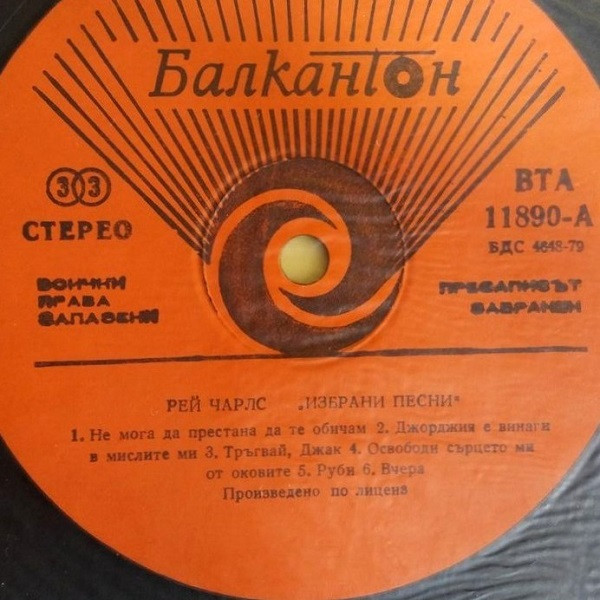 Балкантон
33
СТЕРЕО
ВТА
11890-А
БДС 4648-79
ВСИЧКИ
ПРАВА
ЗАПАЗЕНИ
ПРЕЗАПИСЪТ
ЗАБРАНЕН
РЕЙ ЧАРЛС „ИЗБРАНИ ПЕСНИ“
1. Не мога да престана да те обичам 2. Джорджия е винаги
в мислите ми 3. Тръгвай, Джак 4. Освободи сърцето ми
от оковите 5. Руби 6. Вчера
Произведено по лиценз